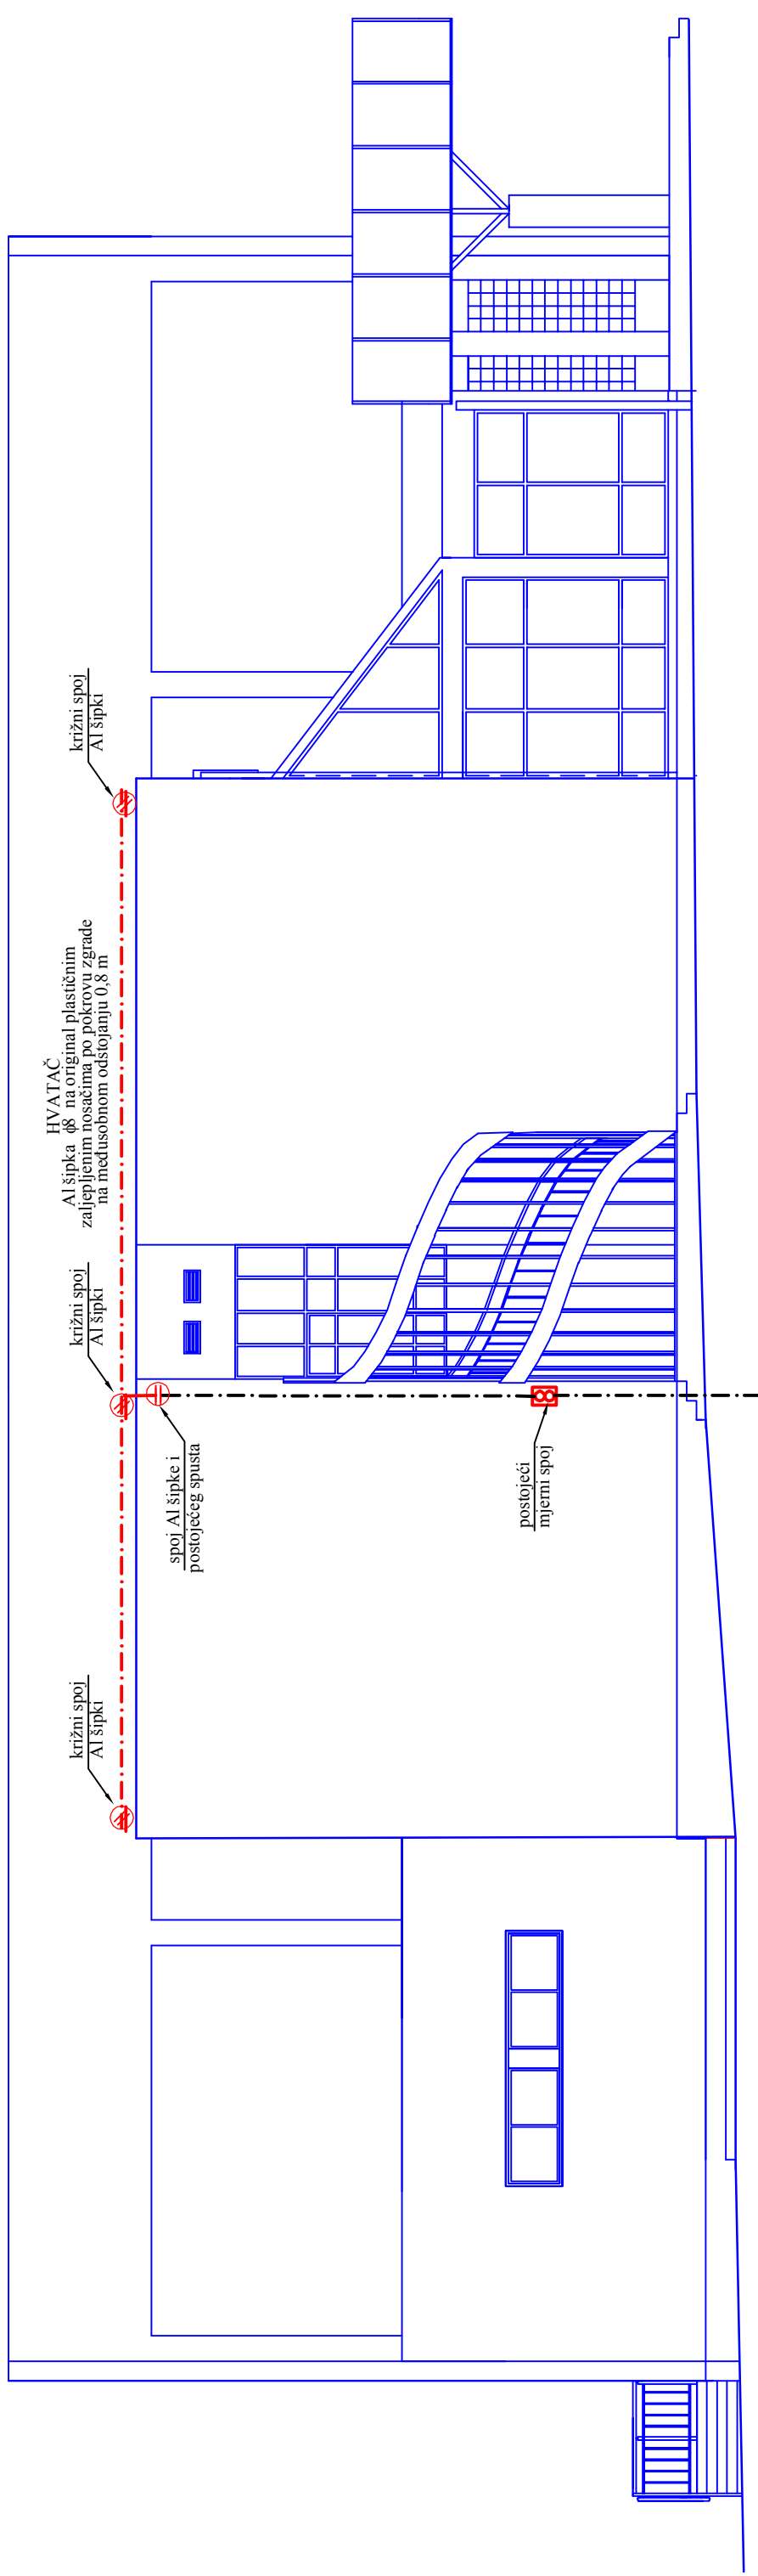 križni spoj
Al šipki
spoj Al šipke i
postojećeg spusta
križni spoj
Al šipki
HVATAČ
Al šipka ϕ8 na original plastičnim
zaljepljenim nosačima po pokrovu zgrade
na međusobnom odstojanju 0,8 m
postojeći
mjerni spoj
križni spoj
Al šipki